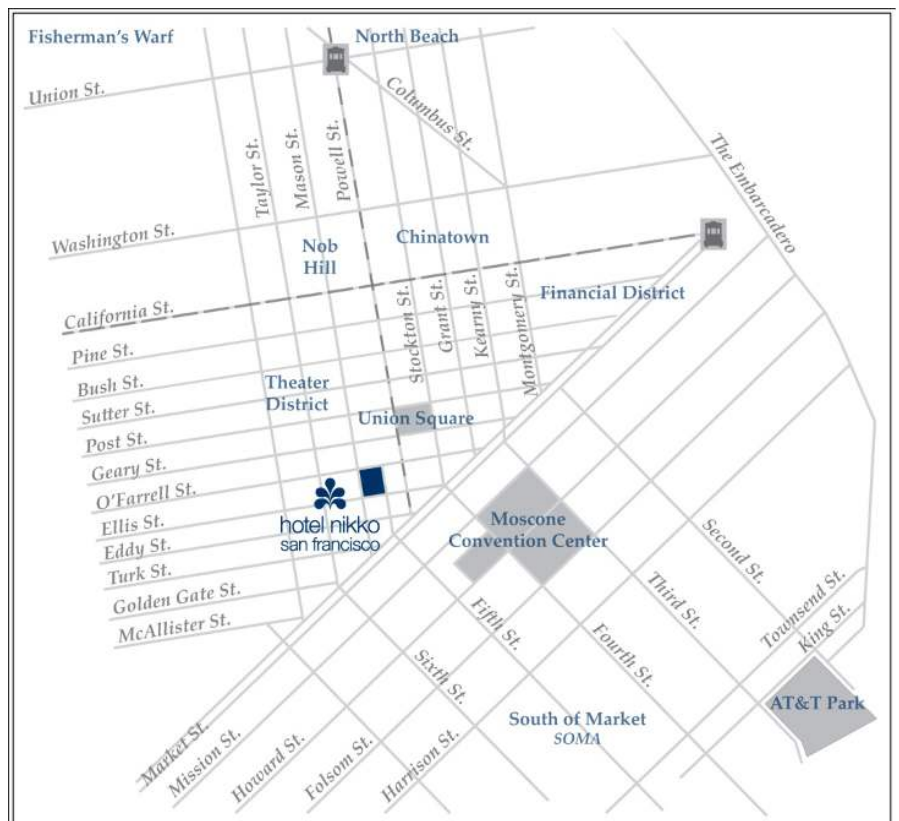 Fisherman's Warf
North Beach
Union St.
Columbus St.
Taylor St.
Mason St.
Powell St.
The Embarcadero
Washington St.
Nob
Hill
Chinatown
California St.
Stockton St.
Grant St.
Kearny St.
Montgomery St.
Financial District
Pine St.
Bush St.
Sutter St.
Post St.
Geary St.
O'Farrell St.
Ellis St.
Eddy St.
Turk St.
Golden Gate St.
McAllister St.
Theater
District
Union Square
hotel nikko
san francisco
Moscone
Convention Center
Second St.
Third St.
Fourth St.
Fifth St.
Sixth St.
Townsend St.
King St.
AT&T Park
South of Market
SOMA
Market St.
Mission St.
Howard St.
Folsom St.
Harrison St.